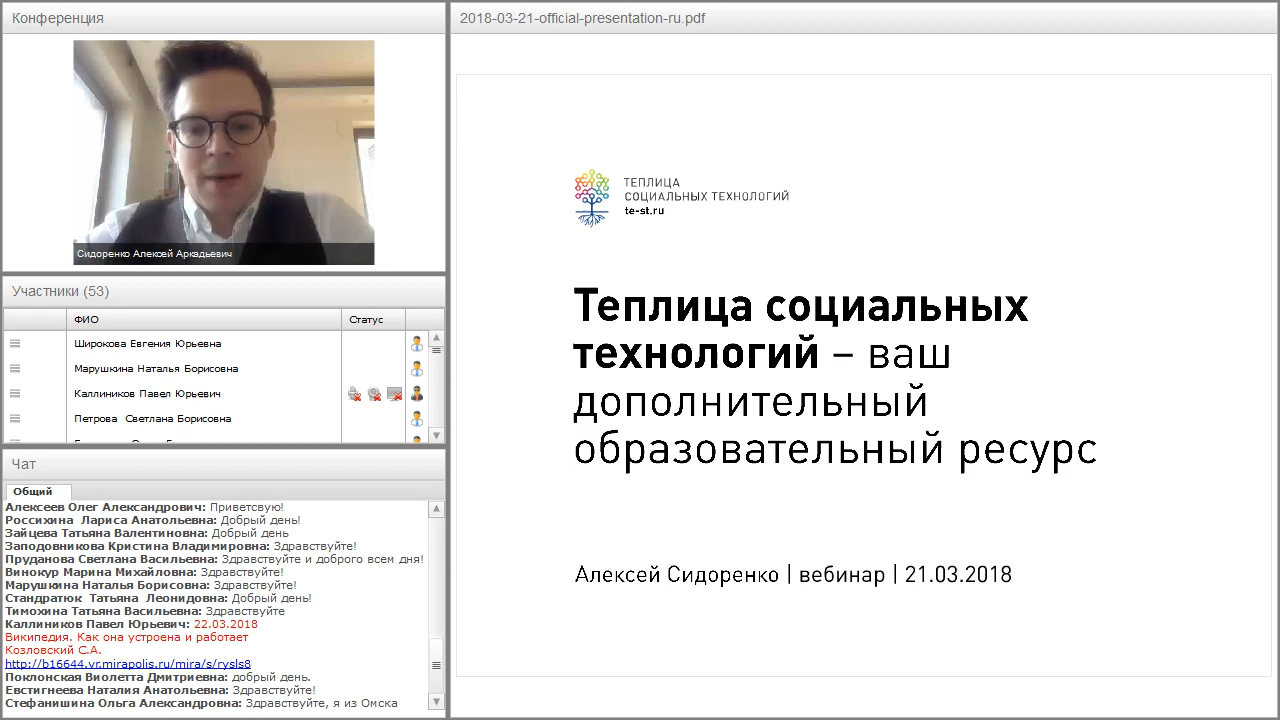 Конференция
Сидоренко Алексей Аркадьевич
Участники (53)
ФИО Статус
Широкова Евгения Юрьевна
Марушкина Наталья Борисовна
Каллиников Павел Юрьевич
Петрова Светлана Борисовна
Чат
Общий
Алексеев Олег Александрович: Приветсвую!
Россихина Лариса Анатольевна: Добрый день!
Зайцева Татьяна Валентиновна: Добрый день
Заподовникова Кристина Владимировна: Здравствуйте!
Пруданова Светлана Васильевна: Здравствуйте и доброго всем дня!
Винокур Марина Михайловна: Здравствуйте!
Марушкина Наталья Борисовна: Здравствуйте!
Стандратюк Татьяна Леонидовна: Добрый день!
Тимохина Татьяна Васильевна: Здравствуйте
Каллиников Павел Юрьевич: 22.03.2018
Википедия. Как она устроена и работает
Козловский С.А.
http://b16644.vr.mirapolis.ru/mira/s/rysls8
Поклонская Виолетта Дмитриевна: добрый день.
Евстигнеева Наталия Анатольевна: Здравствуйте!
Стефанишина Ольга Александровна: Здравствуйте, я из Омска
2018-03-21-official-presentation-ru.pdf
ТЕПЛИЦА
СОЦИАЛЬНЫХ ТЕХНОЛОГИЙ
te-st.ru
Теплица социальных
технологий – ваш
дополнительный
образовательный ресурс
Алексей Сидоренко | вебинар | 21.03.2018